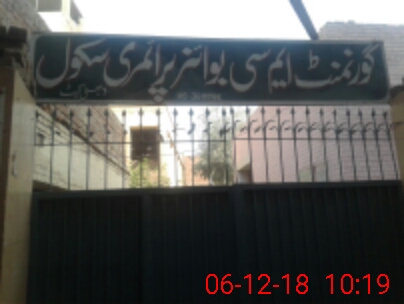 گورنمنٹ ایم سی بوائز پرائمری سکول
06-12-18 10:19